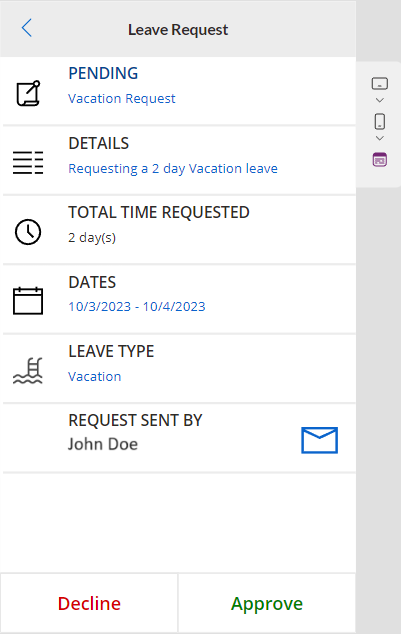 Leave Request
PENDING
Vacation Request
DETAILS
Requesting a 2 day Vacation leave
TOTAL TIME REQUESTED
2 day(s)
DATES
10/3/2023 - 10/4/2023
LEAVE TYPE
Vacation
REQUEST SENT BY
John Doe
Decline
Approve